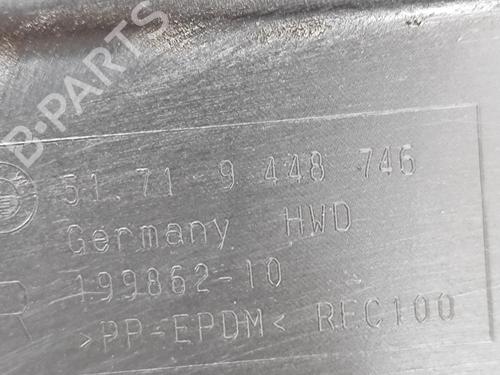 B-PARTS
51.71 9 448 746
Germany HWD
199862-10
R
>PP-EPDM< REC100